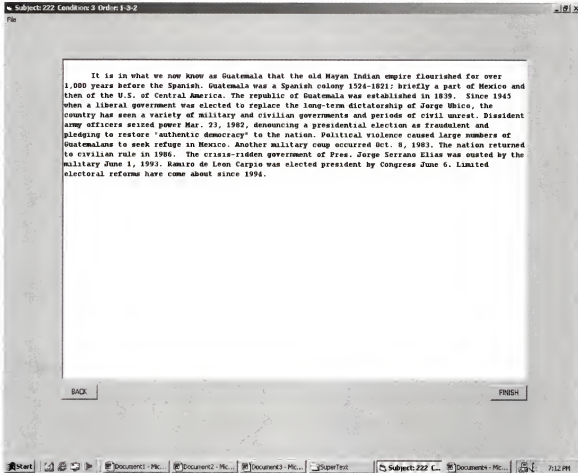 Subject: 222 Condition: 3 Order: 1-3-2
File
It is in what we now know as Guatemala that the old Mayan Indian empire flourished for over
1,000 years before the Spanish. Guatemala was a Spanish colony 1524-1821; briefly a part of Mexico and
then of the U.S. of Central America. The republic of Guatemala was established in 1839. Since 1945
when a liberal government was elected to replace the long-term dictatorship of Jorge Ubico, the
country has seen a variety of military and civilian governments and periods of civil unrest. Dissident
army officers seized power Mar. 23, 1982, denouncing a presidential election as fraudulent and
pledging to restore "authentic democracy" to the nation. Political violence caused large numbers of
Guatemalans to seek refuge in Mexico. Another military coup occurred Oct. 8, 1983. The nation returned
to civilian rule in 1986. The crisis-ridden government of Pres. Jorge Serrano Elias was ousted by the
military June 1, 1993. Ramiro de Leon Carpio was elected president by Congress June 6. Limited
electoral reforms have come about since 1994.
BACK FINISH
Start Document1 - Mic... Document2 - Mic... Document3 - Mic... SuperText Subject: 222 C... Document4 - Mic... 7:12 PM